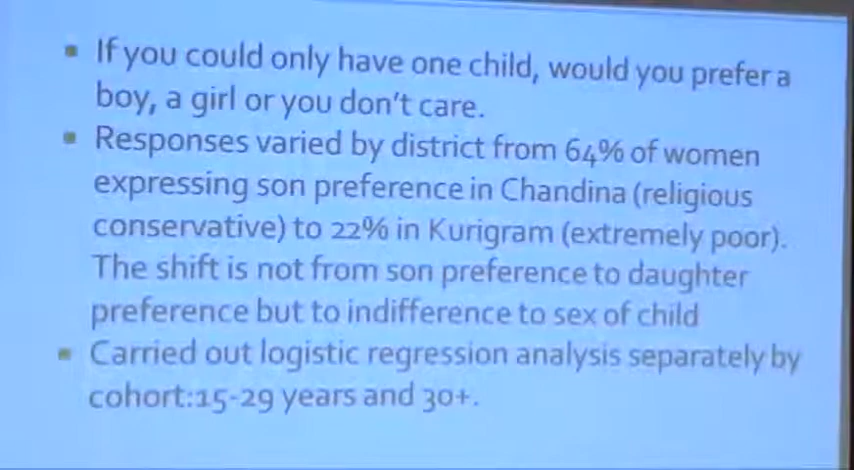 ▪ If you could only have one child, would you prefer a
boy, a girl or you don't care.
▪ Responses varied by district from 64% of women
expressing son preference in Chandina (religious
conservative) to 22% in Kurigram (extremely poor).
The shift is not from son preference to daughter
preference but to indifference to sex of child
▪ Carried out logistic regression analysis separately by
cohort:15-29 years and 30+.